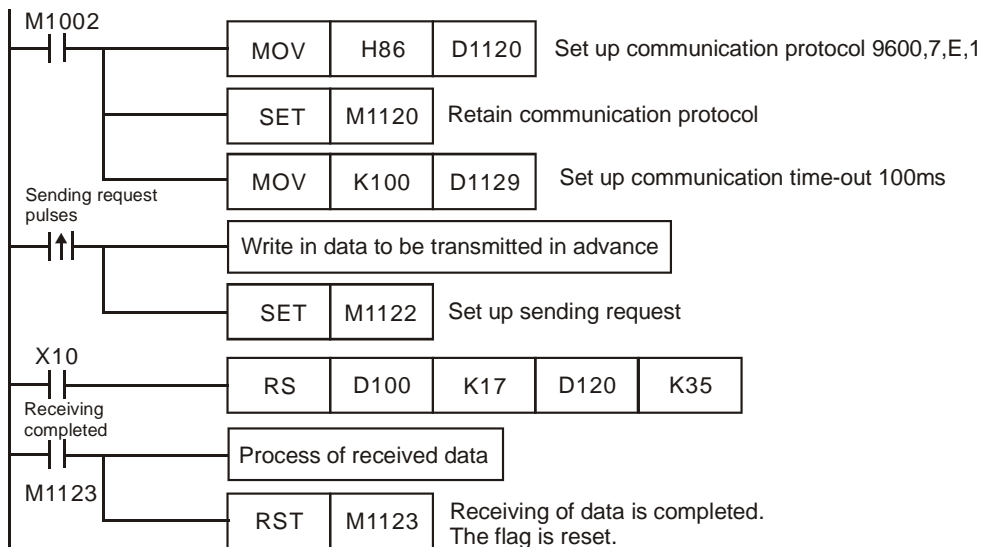 M1002
MOV H86 D1120 Set up communication protocol 9600,7,E,1
SET M1120 Retain communication protocol
MOV K100 D1129 Set up communication time-out 100ms
Sending request
pulses
Write in data to be transmitted in advance
SET M1122 Set up sending request
X10
RS D100 K17 D120 K35
Receiving
completed
Process of received data
M1123
RST M1123 Receiving of data is completed.
The flag is reset.